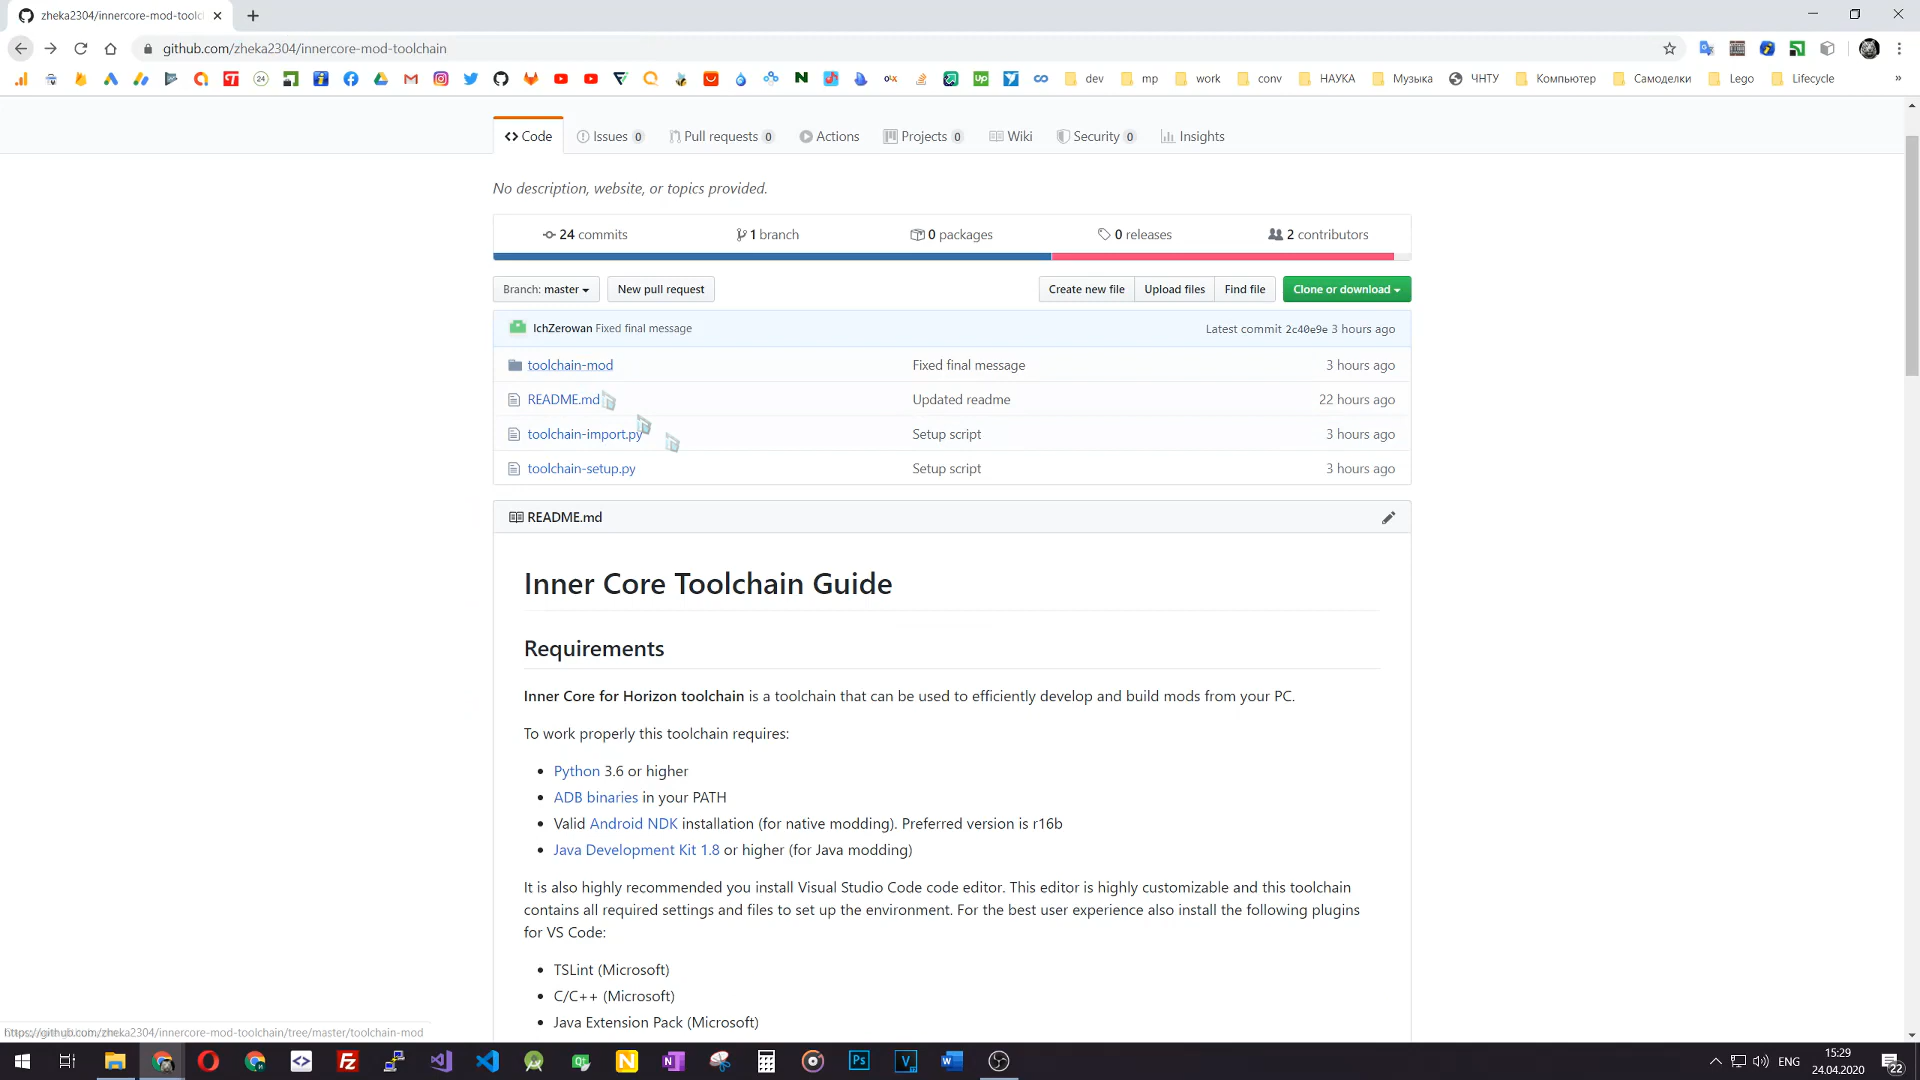 zheka2304/innercore-mod-toolc
github.com/zheka2304/innercore-mod-toolchain
dev
mp
work
conv
НАУКА
Музыка
ЧНТУ
Компьютер
Самоделки
Lego
Lifecycle
»
Code
Issues 0
Pull requests 0
Actions
Projects 0
Wiki
Security 0
Insights
No description, website, or topics provided.
24 commits
1 branch
0 packages
0 releases
2 contributors
Branch: master
New pull request
Create new file
Upload files
Find file
Clone or download
IchZerowan Fixed final message
Latest commit 2c40e9e 3 hours ago
toolchain-mod
Fixed final message
3 hours ago
README.md
Updated readme
22 hours ago
toolchain-import.py
Setup script
3 hours ago
toolchain-setup.py
Setup script
3 hours ago
README.md
Inner Core Toolchain Guide
Requirements
Inner Core for Horizon toolchain is a toolchain that can be used to efficiently develop and build mods from your PC.
To work properly this toolchain requires:
• Python 3.6 or higher
• ADB binaries in your PATH
• Valid Android NDK installation (for native modding). Preferred version is r16b
• Java Development Kit 1.8 or higher (for Java modding)
It is also highly recommended you install Visual Studio Code code editor. This editor is highly customizable and this toolchain
contains all required settings and files to set up the environment. For the best user experience also install the following plugins
for VS Code:
• TSLint (Microsoft)
• C/C++ (Microsoft)
• Java Extension Pack (Microsoft)
https://github.com/zheka2304/innercore-mod-toolchain/tree/master/toolchain-mod
ENG
15:29
24.04.2020
22